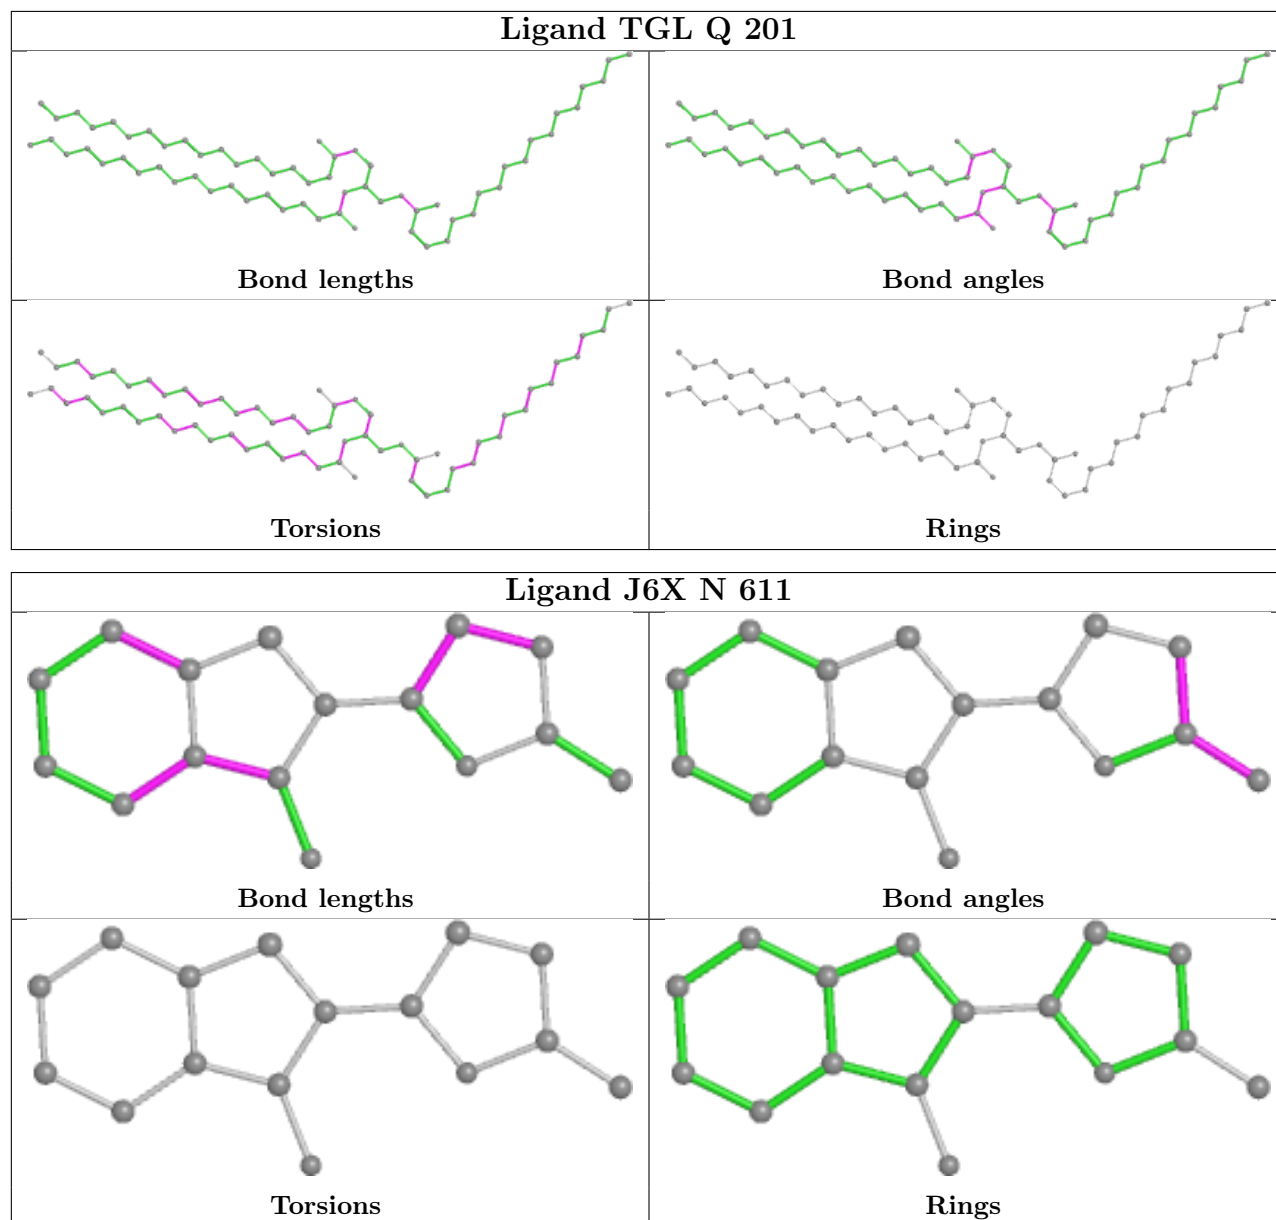 Ligand TGL Q 201
Bond lengths
Bond angles
Torsions
Rings
Ligand J6X N 611
Bond lengths
Bond angles
Torsions
Rings